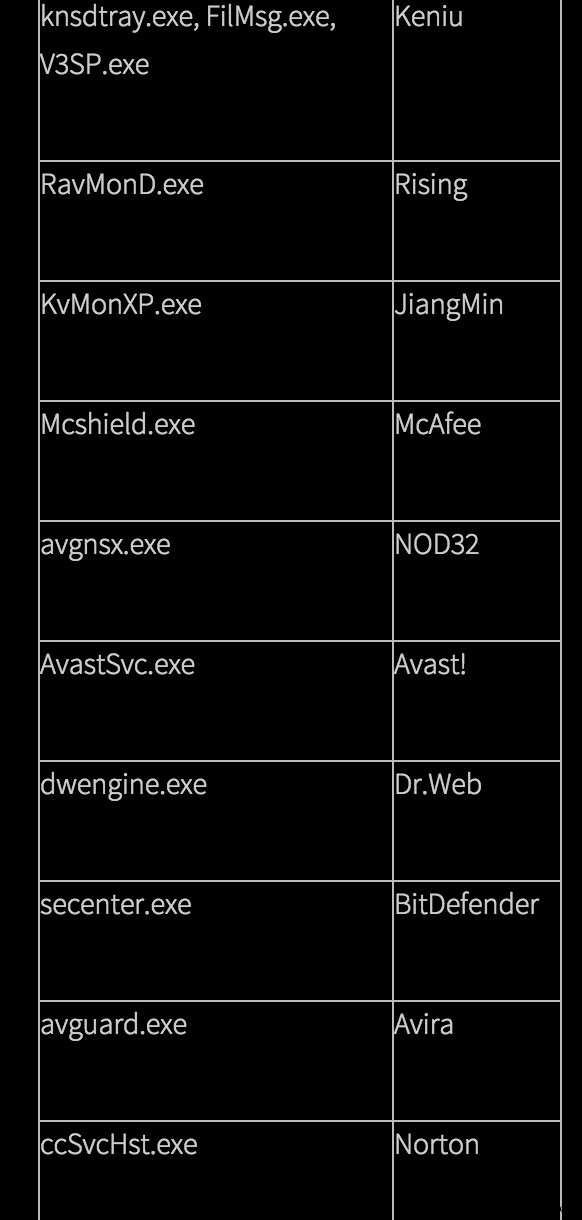 knsdtray.exe, FilMsg.exe, Keniu
V3SP.exe
RavMonD.exe Rising
KvMonXP.exe JiangMin
Mcshield.exe McAfee
avgnsx.exe NOD32
AvastSvc.exe Avast!
dwengine.exe Dr.Web
secenter.exe BitDefender
avguard.exe Avira
ccSvcHst.exe Norton